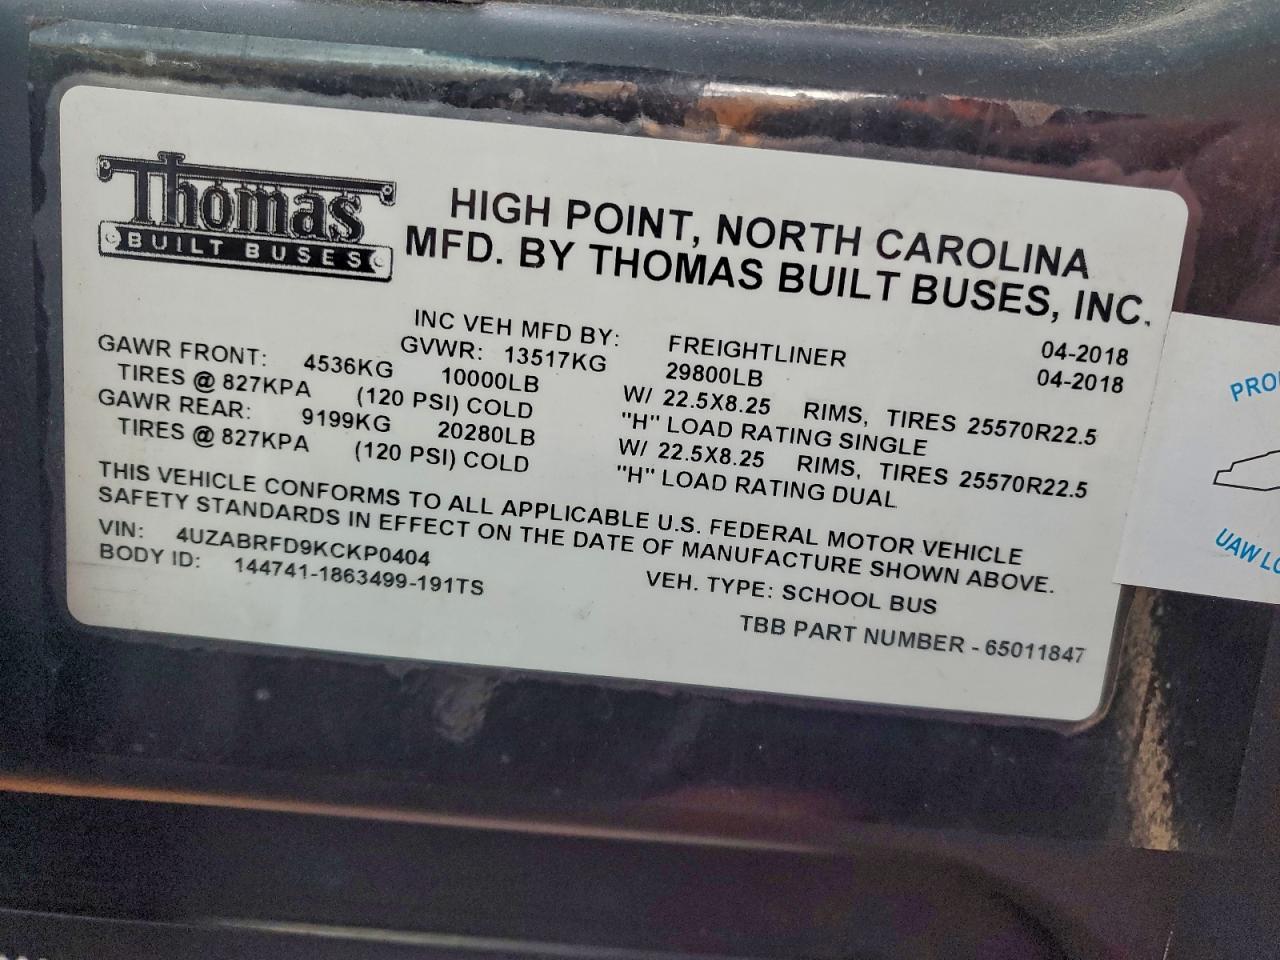 Thomas
BUILT BUSES
HIGH POINT, NORTH CAROLINA
MFD. BY THOMAS BUILT BUSES, INC.
04-2018
INC VEH MFD BY: FREIGHTLINER 04-2018
GVWR: 13517KG 29800LB
GAWR FRONT: 4536KG 10000LB W/ 22.5X8.25 RIMS, TIRES 25570R22.5
TIRES @ 827KPA (120 PSI) COLD "H" LOAD RATING SINGLE
GAWR REAR: 9199KG 20280LB W/ 22.5X8.25 RIMS, TIRES 25570R22.5
TIRES @ 827KPA (120 PSI) COLD "H" LOAD RATING DUAL
THIS VEHICLE CONFORMS TO ALL APPLICABLE U.S. FEDERAL MOTOR VEHICLE
SAFETY STANDARDS IN EFFECT ON THE DATE OF MANUFACTURE SHOWN ABOVE.
VIN: 4UZABRFD9KCKP0404
BODY ID: 144741-1863499-191TS VEH. TYPE: SCHOOL BUS
TBB PART NUMBER - 65011847
UAW